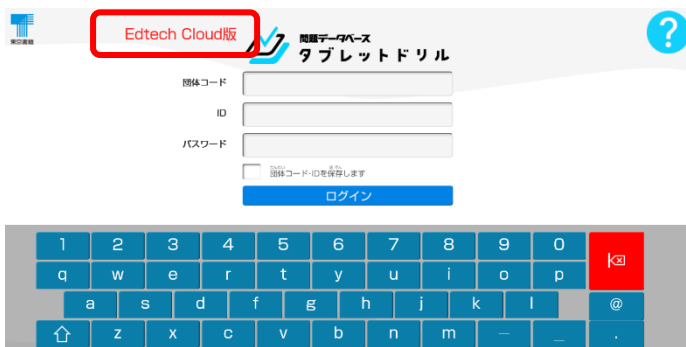 東京書籍
Edtech Cloud版
問題データベース
タブレットドリル
?
団体コード
ID
パスワード
団体コード・IDを保存します
ログイン
1 2 3 4 5 6 7 8 9 0
q w e r t y u i o p
a s d f g h j k l @
z x c v b n m － _ .